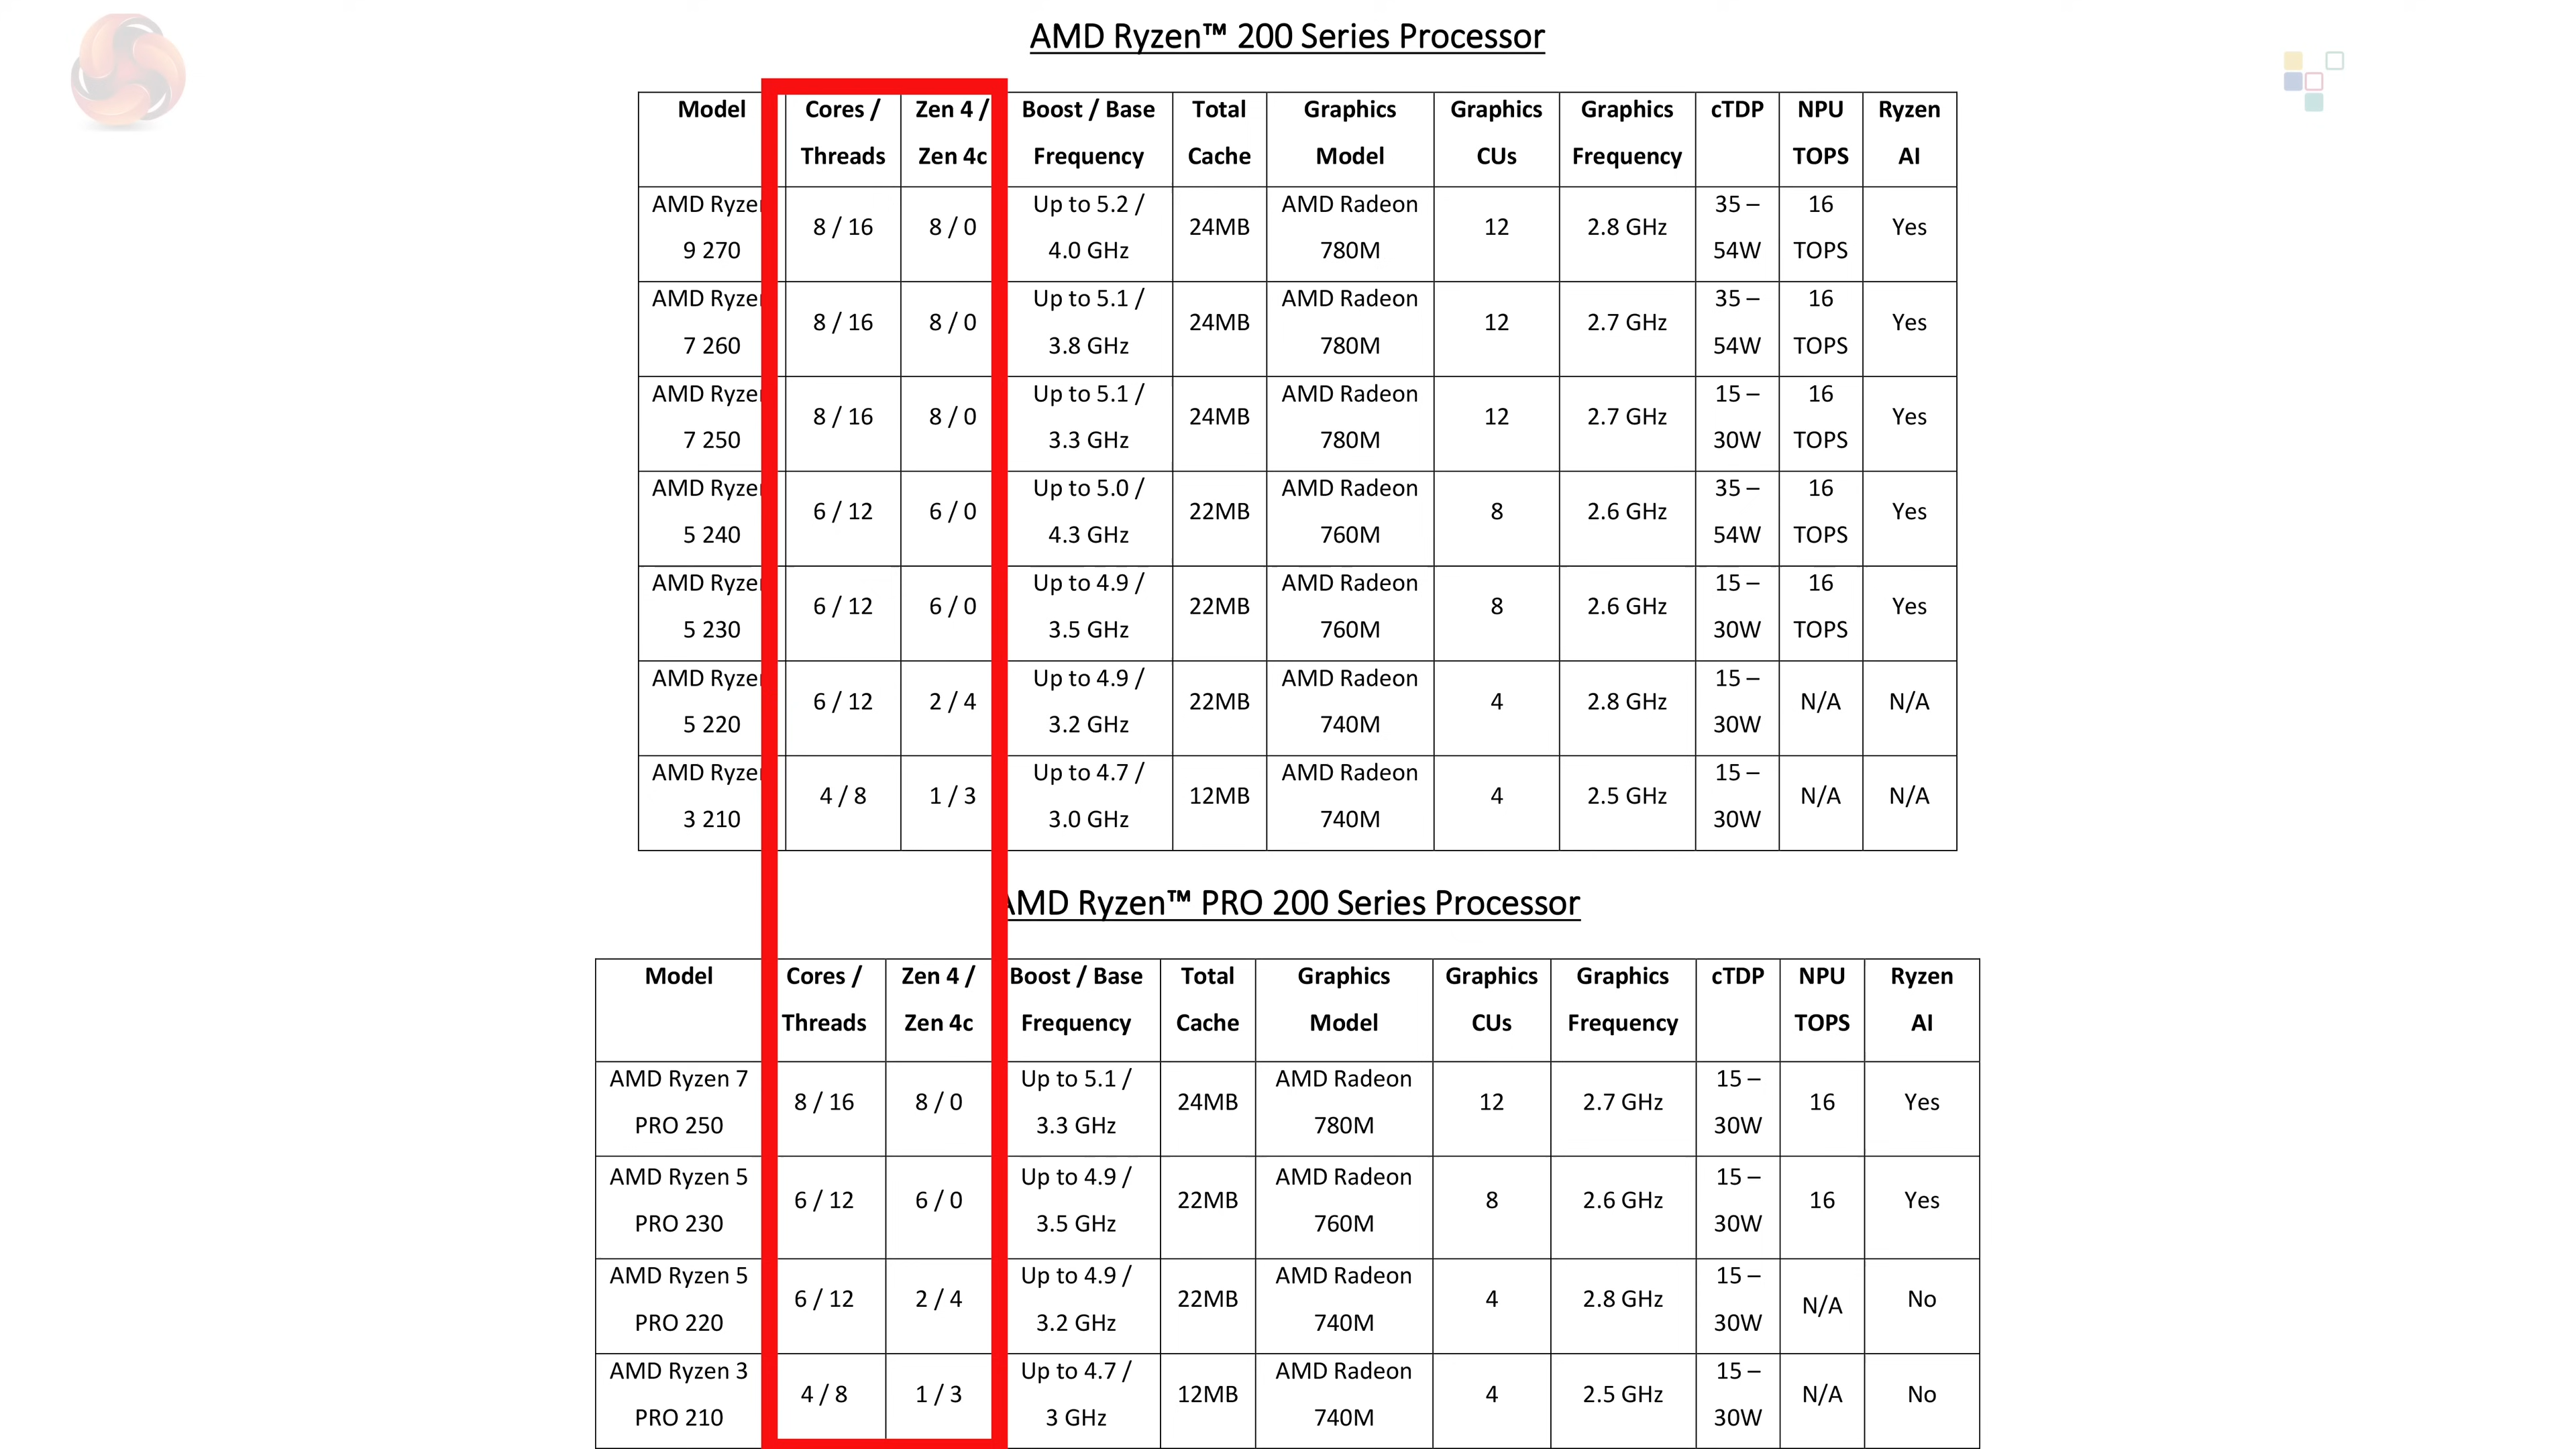 AMD Ryzen™ 200 Series Processor
Model Cores / Threads Zen 4 / Zen 4c Boost / Base Frequency Total Cache Graphics Model Graphics CUs Graphics Frequency cTDP NPU TOPS Ryzen AI
AMD Ryze 9 270 8 / 16 8 / 0 Up to 5.2 / 4.0 GHz 24MB AMD Radeon 780M 12 2.8 GHz 35 – 54W 16 TOPS Yes
AMD Ryze 7 260 8 / 16 8 / 0 Up to 5.1 / 3.8 GHz 24MB AMD Radeon 780M 12 2.7 GHz 35 – 54W 16 TOPS Yes
AMD Ryze 7 250 8 / 16 8 / 0 Up to 5.1 / 3.3 GHz 24MB AMD Radeon 780M 12 2.7 GHz 15 – 30W 16 TOPS Yes
AMD Ryze 5 240 6 / 12 6 / 0 Up to 5.0 / 4.3 GHz 22MB AMD Radeon 760M 8 2.6 GHz 35 – 54W 16 TOPS Yes
AMD Ryze 5 230 6 / 12 6 / 0 Up to 4.9 / 3.5 GHz 22MB AMD Radeon 760M 8 2.6 GHz 15 – 30W 16 TOPS Yes
AMD Ryze 5 220 6 / 12 2 / 4 Up to 4.9 / 3.2 GHz 22MB AMD Radeon 740M 4 2.8 GHz 15 – 30W N/A N/A
AMD Ryze 3 210 4 / 8 1 / 3 Up to 4.7 / 3.0 GHz 12MB AMD Radeon 740M 4 2.5 GHz 15 – 30W N/A N/A
AMD Ryzen™ PRO 200 Series Processor
Model Cores / Threads Zen 4 / Zen 4c Boost / Base Frequency Total Cache Graphics Model Graphics CUs Graphics Frequency cTDP NPU TOPS Ryzen AI
AMD Ryzen 7 PRO 250 8 / 16 8 / 0 Up to 5.1 / 3.3 GHz 24MB AMD Radeon 780M 12 2.7 GHz 15 – 30W 16 Yes
AMD Ryzen 5 PRO 230 6 / 12 6 / 0 Up to 4.9 / 3.5 GHz 22MB AMD Radeon 760M 8 2.6 GHz 15 – 30W 16 Yes
AMD Ryzen 5 PRO 220 6 / 12 2 / 4 Up to 4.9 / 3.2 GHz 22MB AMD Radeon 740M 4 2.8 GHz 15 – 30W N/A No
AMD Ryzen 3 PRO 210 4 / 8 1 / 3 Up to 4.7 / 3 GHz 12MB AMD Radeon 740M 4 2.5 GHz 15 – 30W N/A No